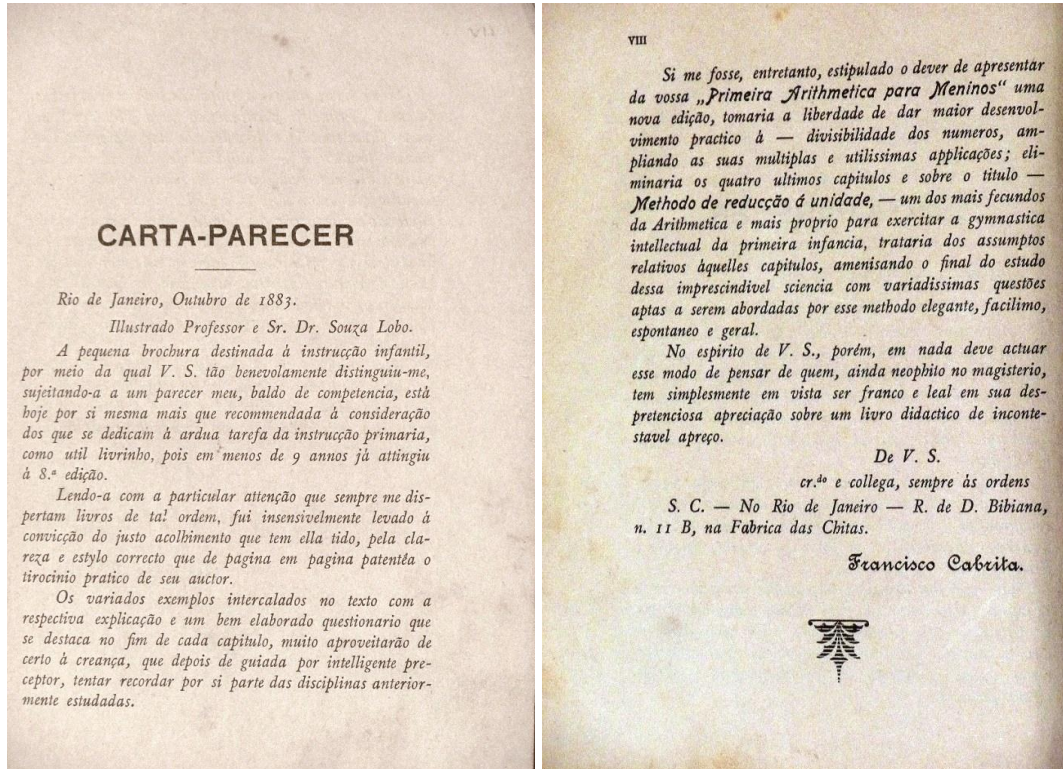 VII
CARTA-PARECER
Rio de Janeiro, Outubro de 1883.
Illustrado Professor e Sr. Dr. Souza Lobo.
A pequena brochura destinada à instrucção infantil,
por meio da qual V. S. tão benevolamente distinguiu-me,
sujeitando-a a um parecer meu, baldo de competencia, està
hoje por si mesma mais que recommendada à consideração
dos que se dedicam à ardua tarefa da instrucção primaria,
como util livrinho, pois em menos de 9 annos jà attingiu
à 8.ª edição.
Lendo-a com a particular attenção que sempre me dis-
pertam livros de tal ordem, fui insensivelmente levado à
convicção do justo acolhimento que tem ella tido, pela cla-
reza e estylo correcto que de pagina em pagina patentêa o
tirocinio pratico de seu auctor.
Os variados exemplos intercalados no texto com a
respectiva explicação e um bem elaborado questionario que
se destaca no fim de cada capitulo, muito aproveitarão de
certo à creança, que depois de guiada por intelligente pre-
ceptor, tentar recordar por si parte das disciplinas anterior-
mente estudadas.
VIII
Si me fosse, entretanto, estipulado o dever de apresentar
da vossa „Primeira Arithmetica para Meninos“ uma
nova edição, tomaria a liberdade de dar maior desenvol-
vimento practico à — divisibilidade dos numeros, am-
pliando as suas multiplas e utilissimas applicações; eli-
minaria os quatro ultimos capitulos e sobre o titulo —
Methodo de reducção á unidade, — um dos mais fecundos
da Arithmetica e mais proprio para exercitar a gymnastica
intellectual da primeira infancia, trataria dos assumptos
relativos àquelles capitulos, amenisando o final do estudo
dessa imprescindivel sciencia com variadissimas questões
aptas a serem abordadas por esse methodo elegante, facilimo,
espontaneo e geral.
No espirito de V. S., porém, em nada deve actuar
esse modo de pensar de quem, ainda neophito no magisterio,
tem simplesmente em vista ser franco e leal em sua des-
pretenciosa apreciação sobre um livro didactico de inconte-
stavel apreço.
De V. S.
cr.do e collega, sempre às ordens
S. C. — No Rio de Janeiro — R. de D. Bibiana,
n. 11 B, na Fabrica das Chitas.
Francisco Cabrita.